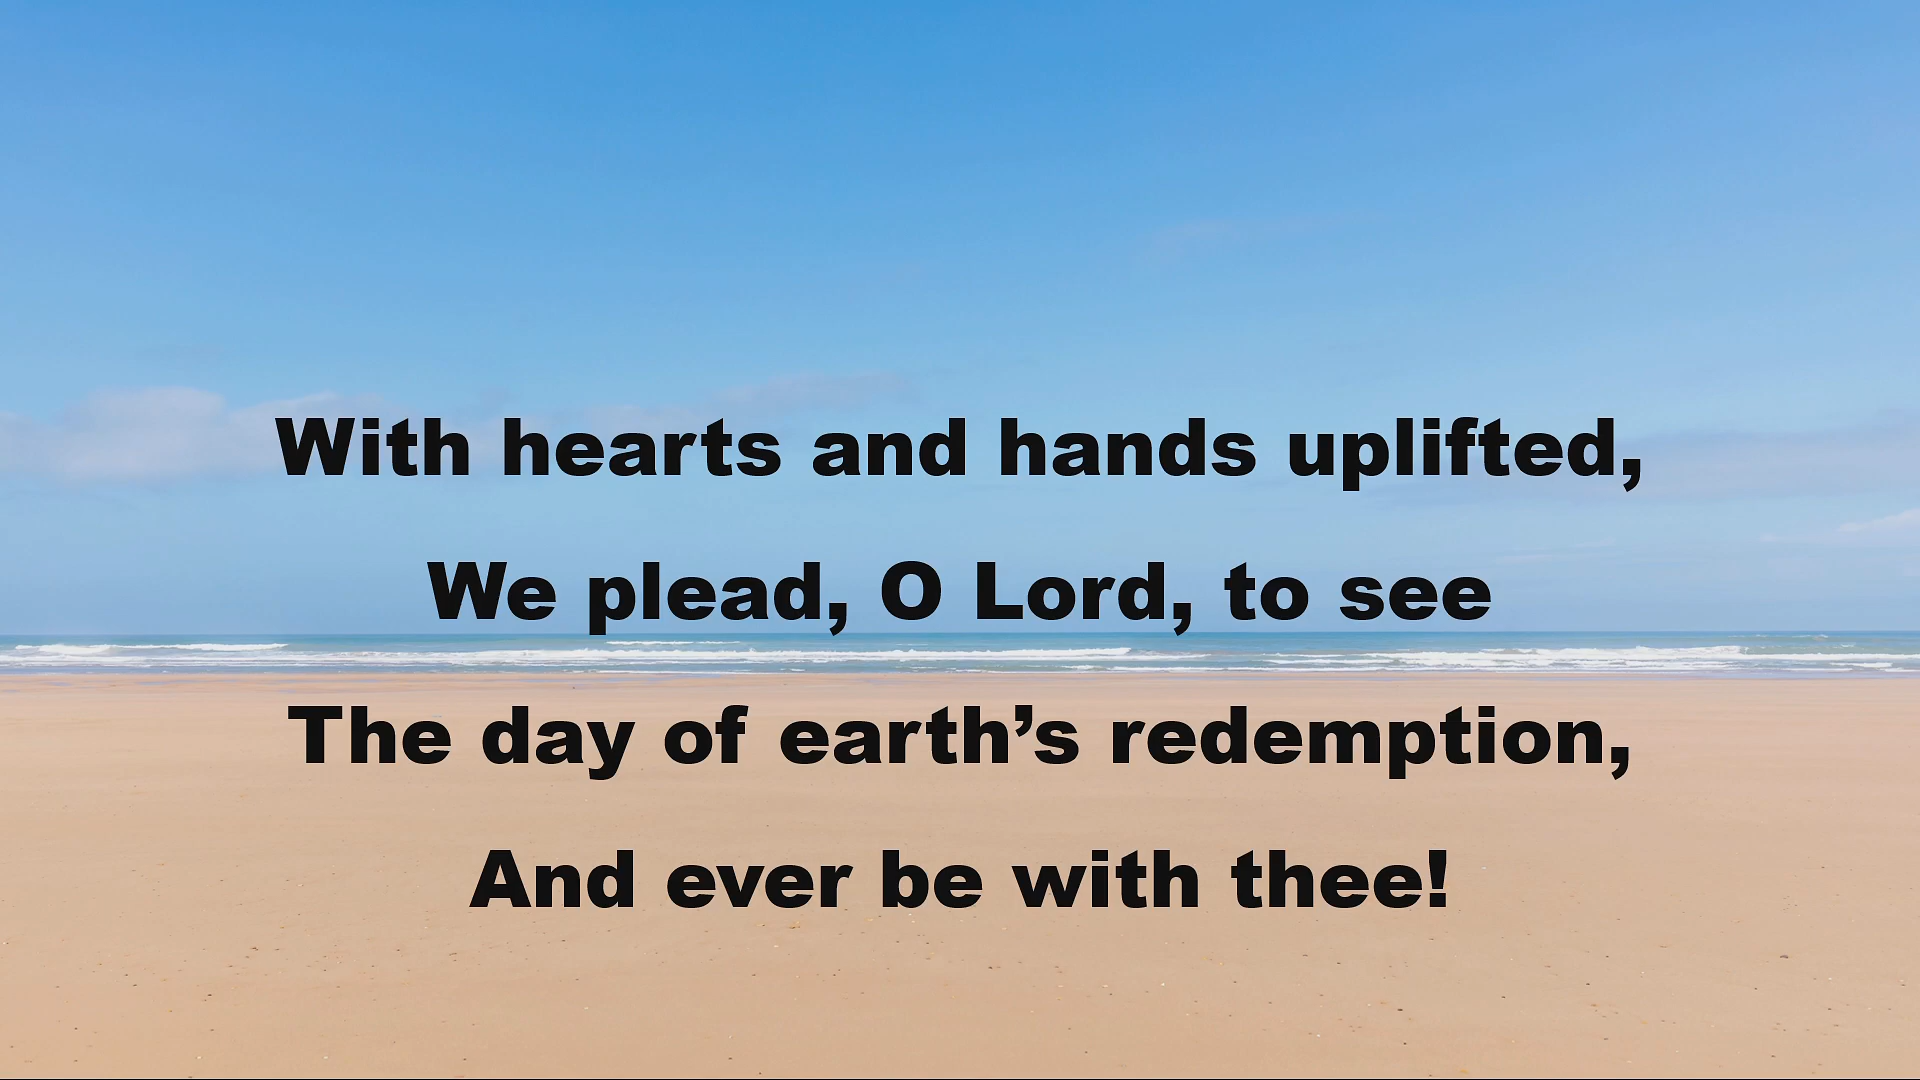 With hearts and hands uplifted,
We plead, O Lord, to see
The day of earth’s redemption,
And ever be with thee!